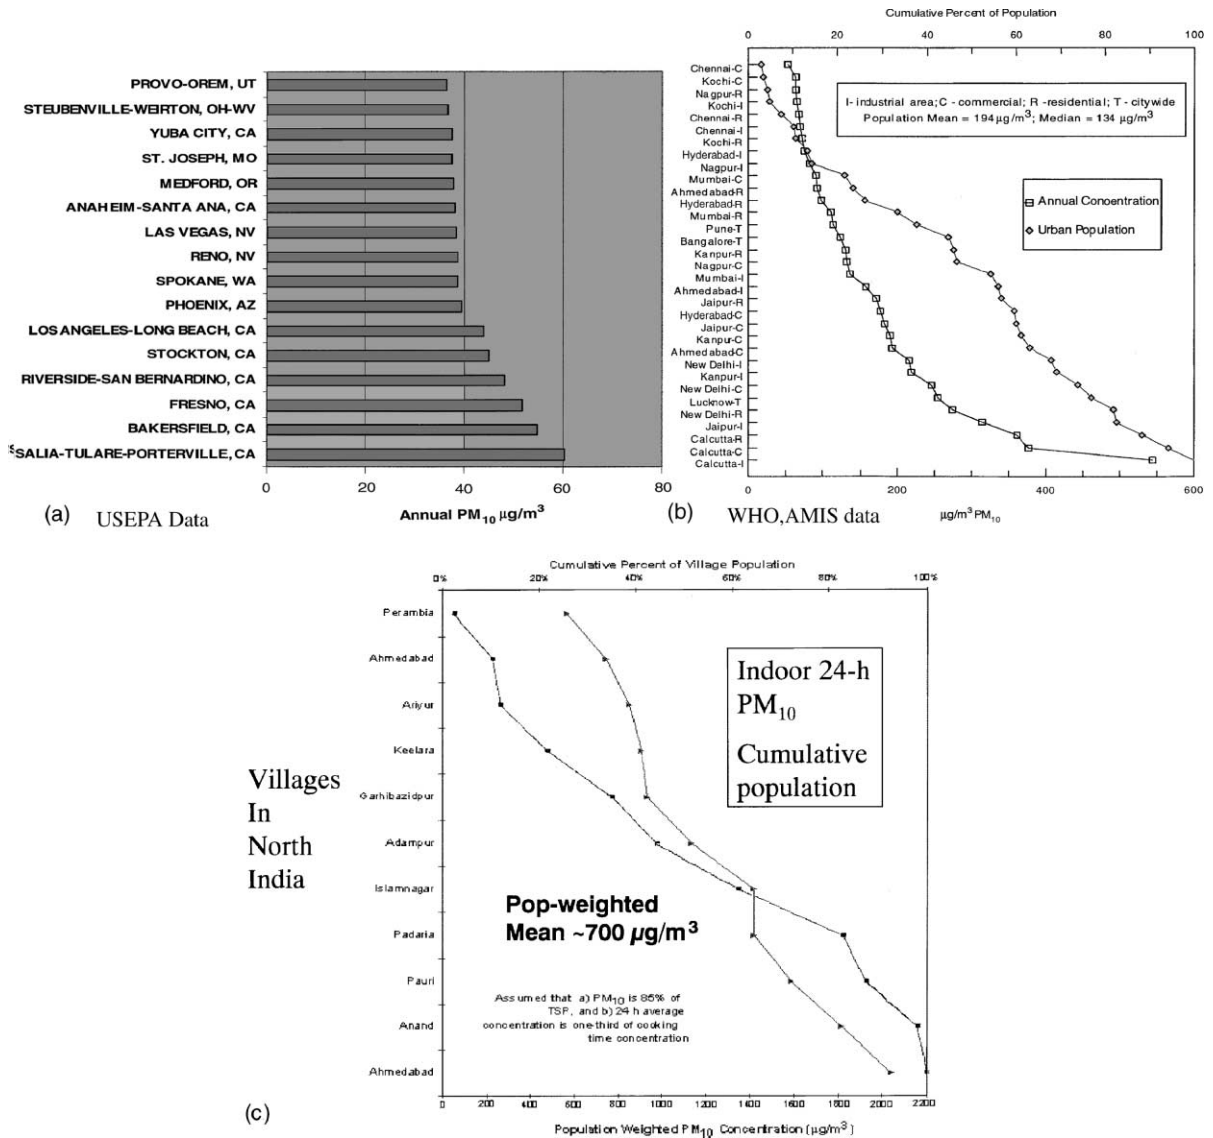 PROVO-OREM, UT
STEUBENVILLE-WEIRTON, OH-WV
YUBA CITY, CA
ST. JOSEPH, MO
MEDFORD, OR
ANAHEIM-SANTA ANA, CA
LAS VEGAS, NV
RENO, NV
SPOKANE, WA
PHOENIX, AZ
LOS ANGELES-LONG BEACH, CA
STOCKTON, CA
RIVERSIDE-SAN BERNARDINO, CA
FRESNO, CA
BAKERSFIELD, CA
SALIA-TULARE-PORTERVILLE, CA
0 20 40 60 80
Annual PM10 µg/m³
(a) USEPA Data
Cumulative Percent of Population
0 20 40 60 80 100
Chennai-C
Kochi-C
Nagpur-R
Kochi-I
Chennai-R
Chennai-I
Kochi-R
Hyderabad-I
Nagpur-I
Mumbai-C
Ahmedabad-R
Hyderabad-R
Mumbai-R
Pune-T
Bangalore-T
Kanpur-R
Nagpur-C
Mumbai-I
Ahmedabad-I
Jaipur-R
Hyderabad-C
Jaipur-C
Kanpur-C
Ahmedabad-C
New Delhi-I
Kanpur-I
New Delhi-C
Lucknow-T
New Delhi-R
Jaipur-I
Calcutta-R
Calcutta-C
Calcutta-I
I- industrial area; C - commercial; R -residential; T - citywide
Population Mean = 194 µg/m³; Median = 134 µg/m³
Annual Concentration
Urban Population
0 200 400 600
(b) WHO,AMIS data µg/m³ PM10
Cumulative Percent of Village Population
0% 20% 40% 60% 80% 100%
Perambia
Ahmedabad
Ariyur
Keelara
Garhibazidpur
Adampur
Islamnagar
Padaria
Pauri
Anand
Ahmedabad
Villages
In
North
India
Indoor 24-h
PM10
Cumulative
population
Pop-weighted
Mean ~700 µg/m³
Assumed that a) PM10 is 85% of
TSP, and b) 24 h average
concentration is one-third of cooking
time concentration
0 200 400 600 800 1000 1200 1400 1600 1800 2000 2200
(c)
Population Weighted PM10 Concentration (µg/m³)